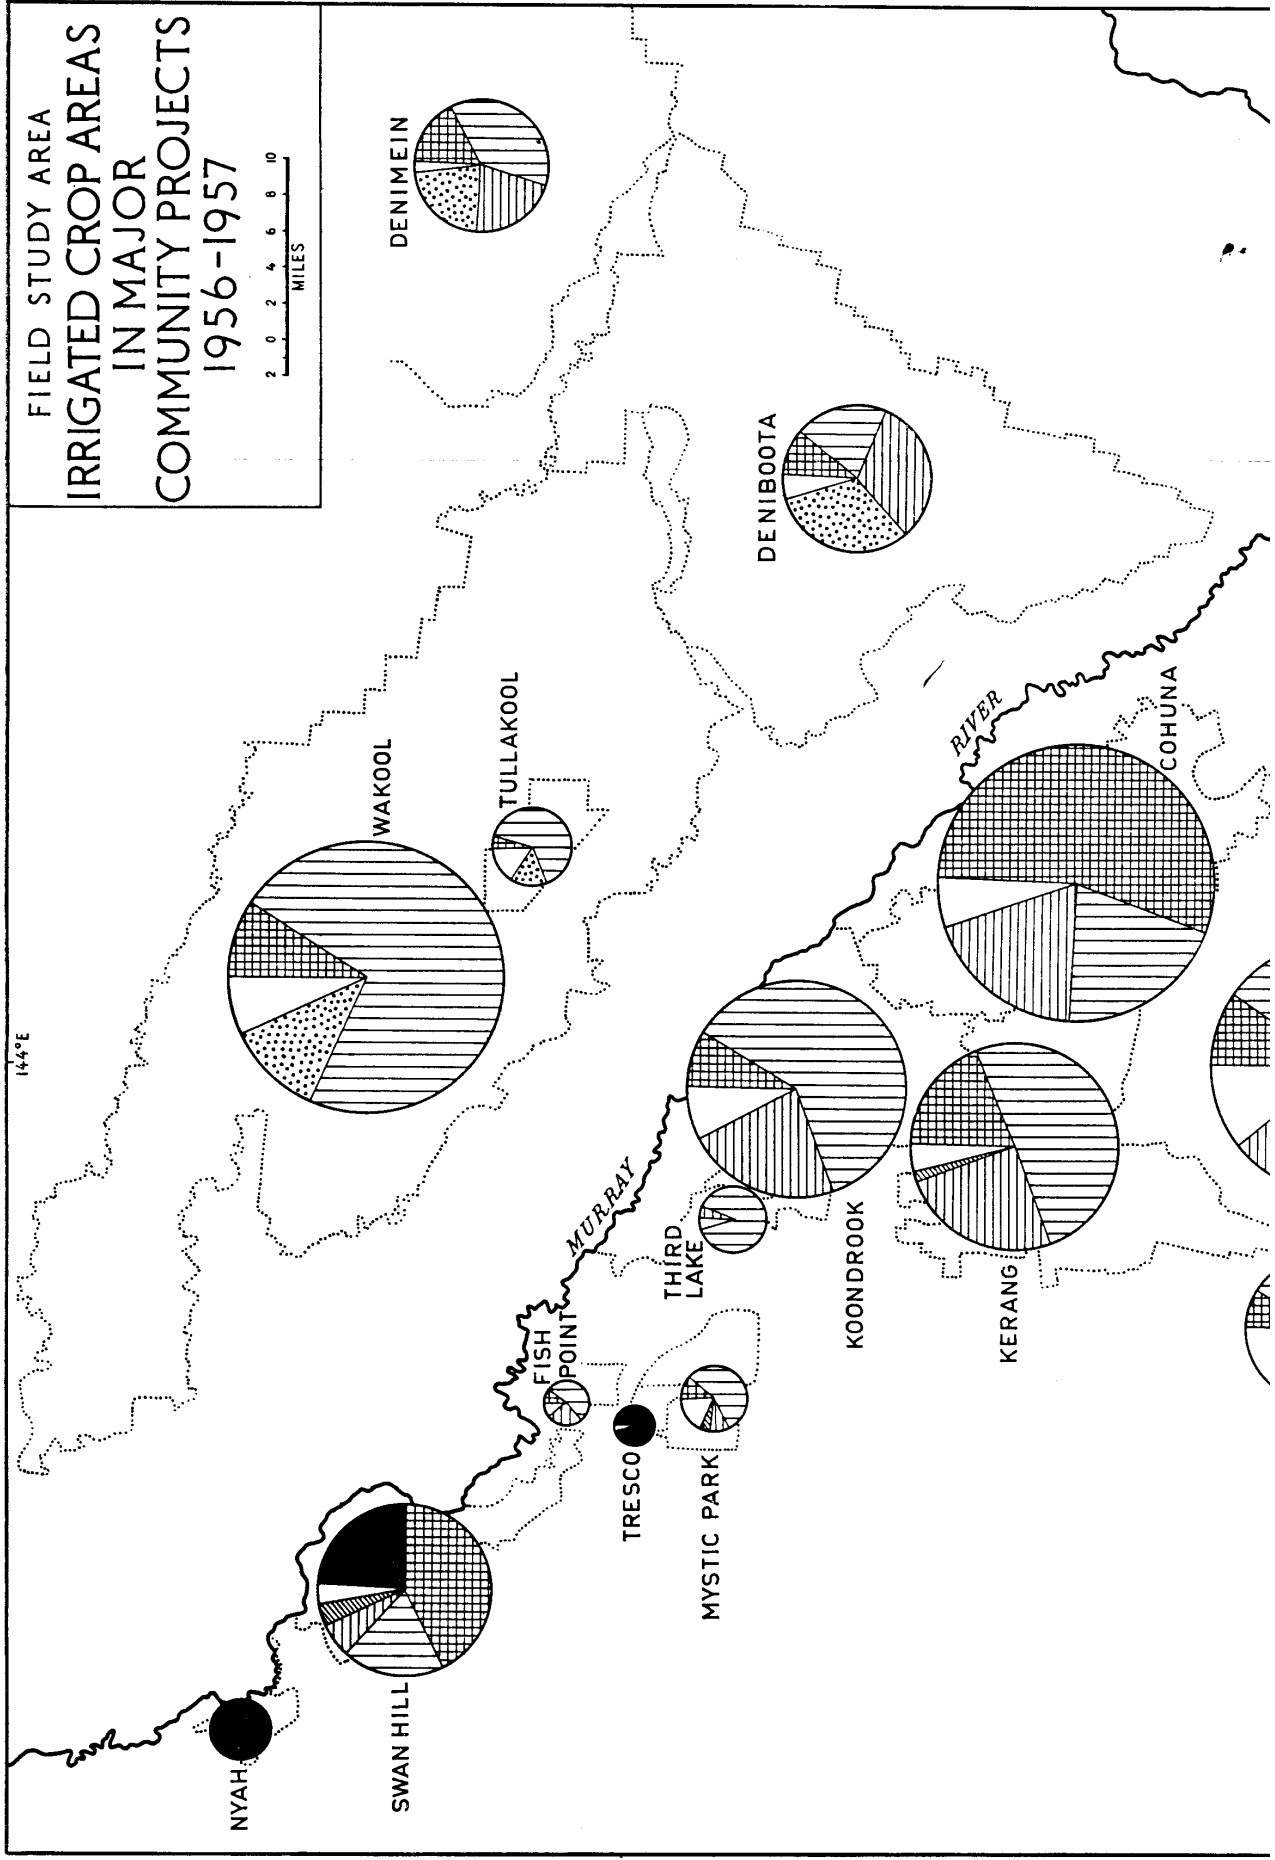 FIELD STUDY AREA
IRRIGATED CROP AREAS
IN MAJOR
COMMUNITY PROJECTS
1956-1957
2 0 2 4 6 8 10
MILES
144°E
DENIMEIN
DENIBOOTA
WAKOOL
TULLAKOOL
RIVER
COHUNA
MURRAY
THIRD
LAKE
KOONDROOK
KERANG
FISH
POINT
TRESCO
MYSTIC PARK
SWAN HILL
NYAH